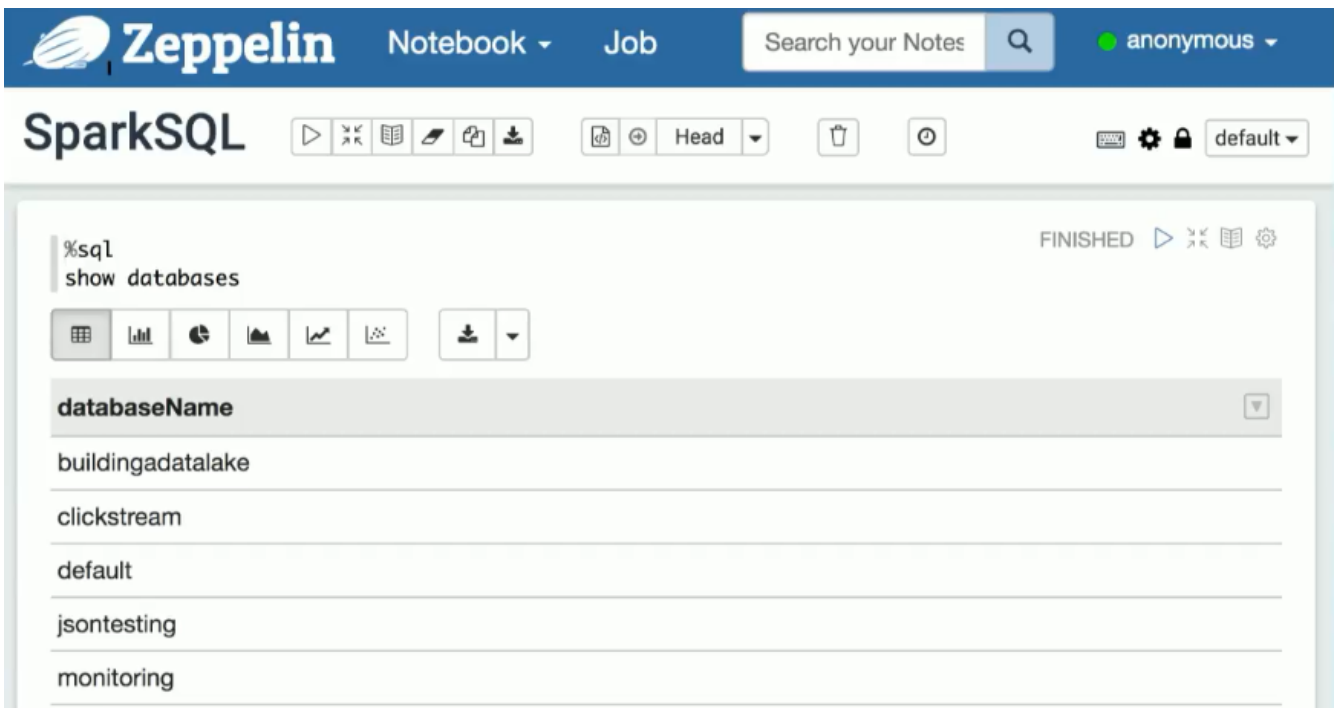 Zeppelin Notebook Job Search your Notes anonymous
SparkSQL Head default
%sql
show databases
FINISHED
databaseName
buildingadatalake
clickstream
default
jsontesting
monitoring